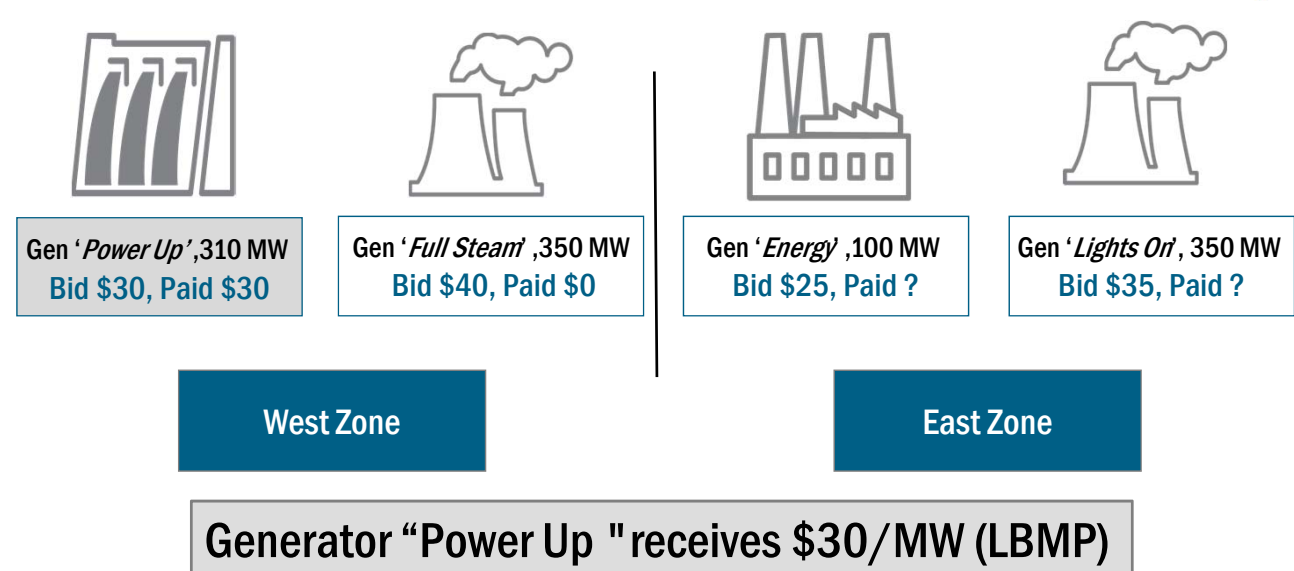 Gen ‘Power Up’ ,310 MW
Bid $30, Paid $30
Gen ‘Full Steam’ ,350 MW
Bid $40, Paid $0
Gen ‘Energy’ ,100 MW
Bid $25, Paid ?
Gen ‘Lights On’, 350 MW
Bid $35, Paid ?
West Zone
East Zone
Generator “Power Up "receives $30/MW (LBMP)